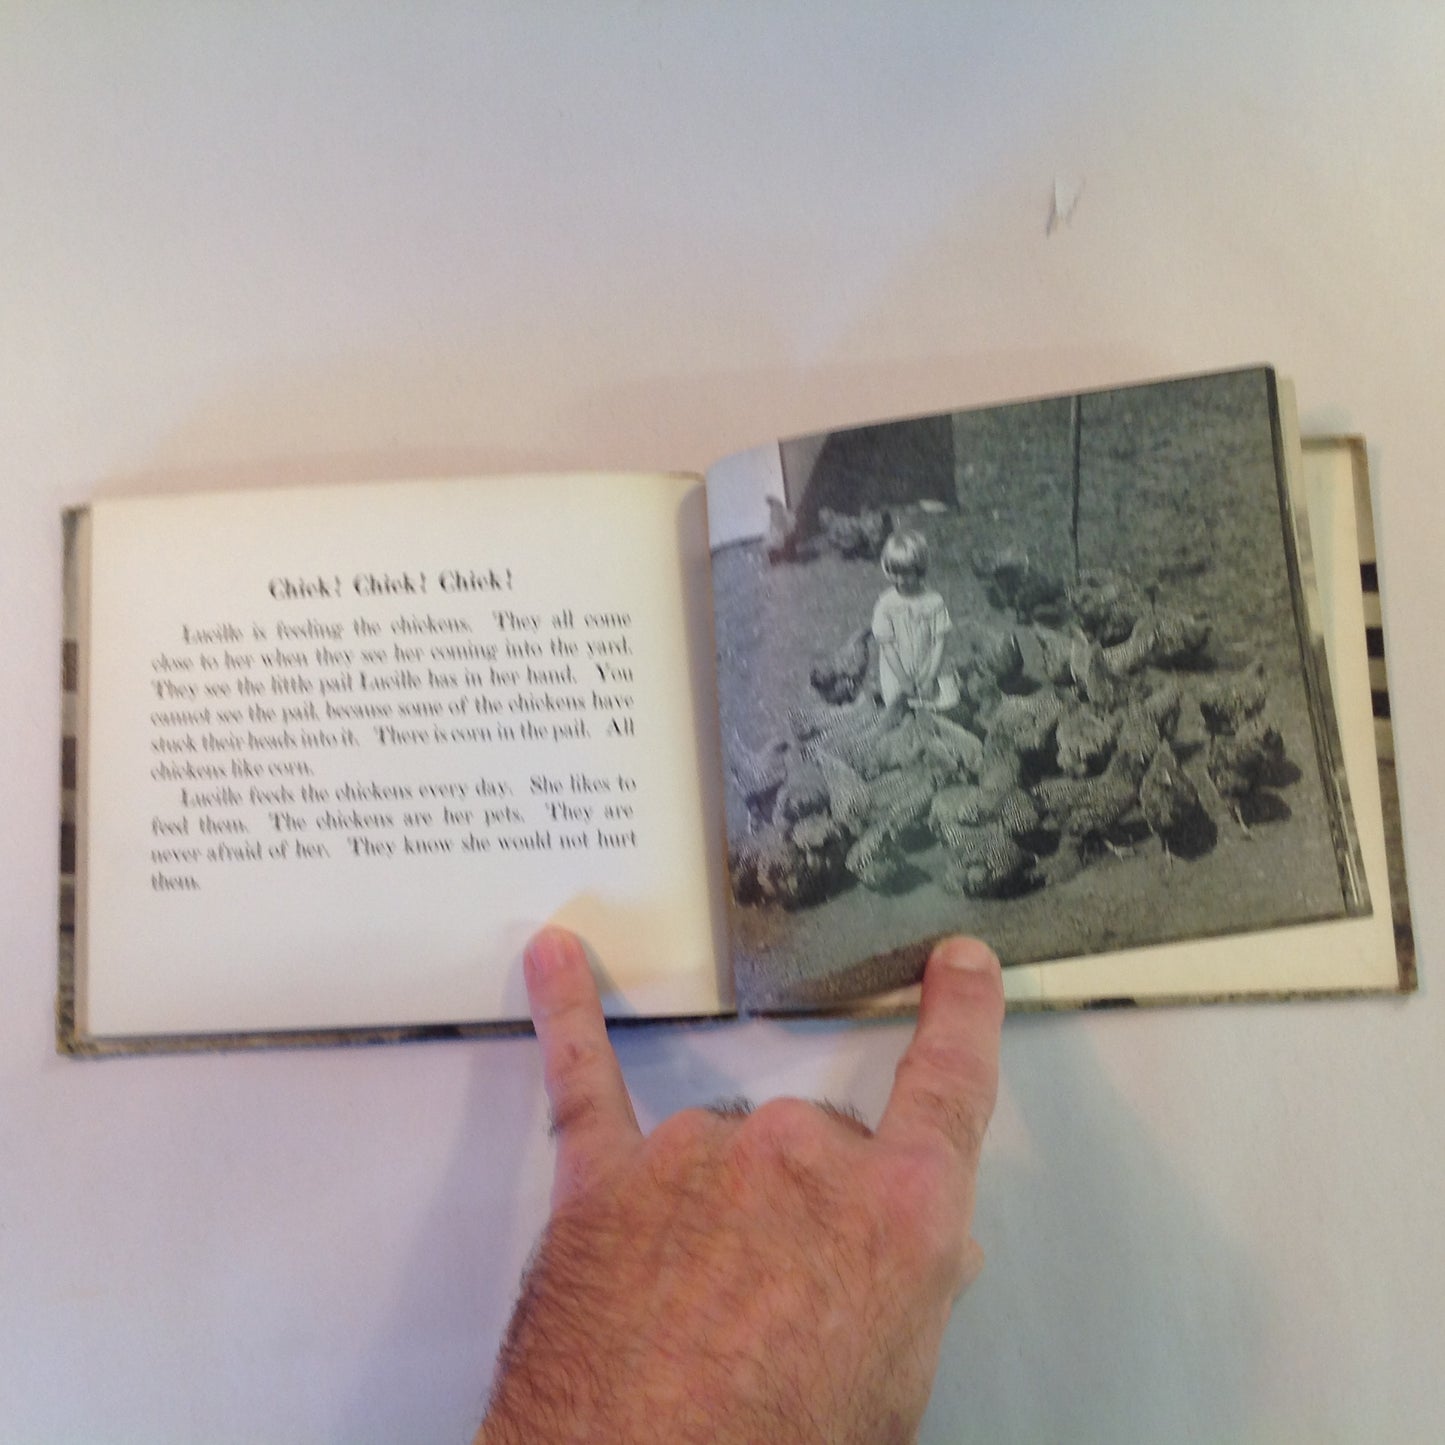 Chick! Chick! Chick!
Lucille is feeding the chickens. They all come
close to her when they see her coming into the yard.
They see the little pail Lucille has in her hand. You
cannot see the pail, because some of the chickens have
stuck their heads into it. There is corn in the pail. All
chickens like corn.
Lucille feeds the chickens every day. She likes to
feed them. The chickens are her pets. They are
never afraid of her. They know she would not hurt
them.